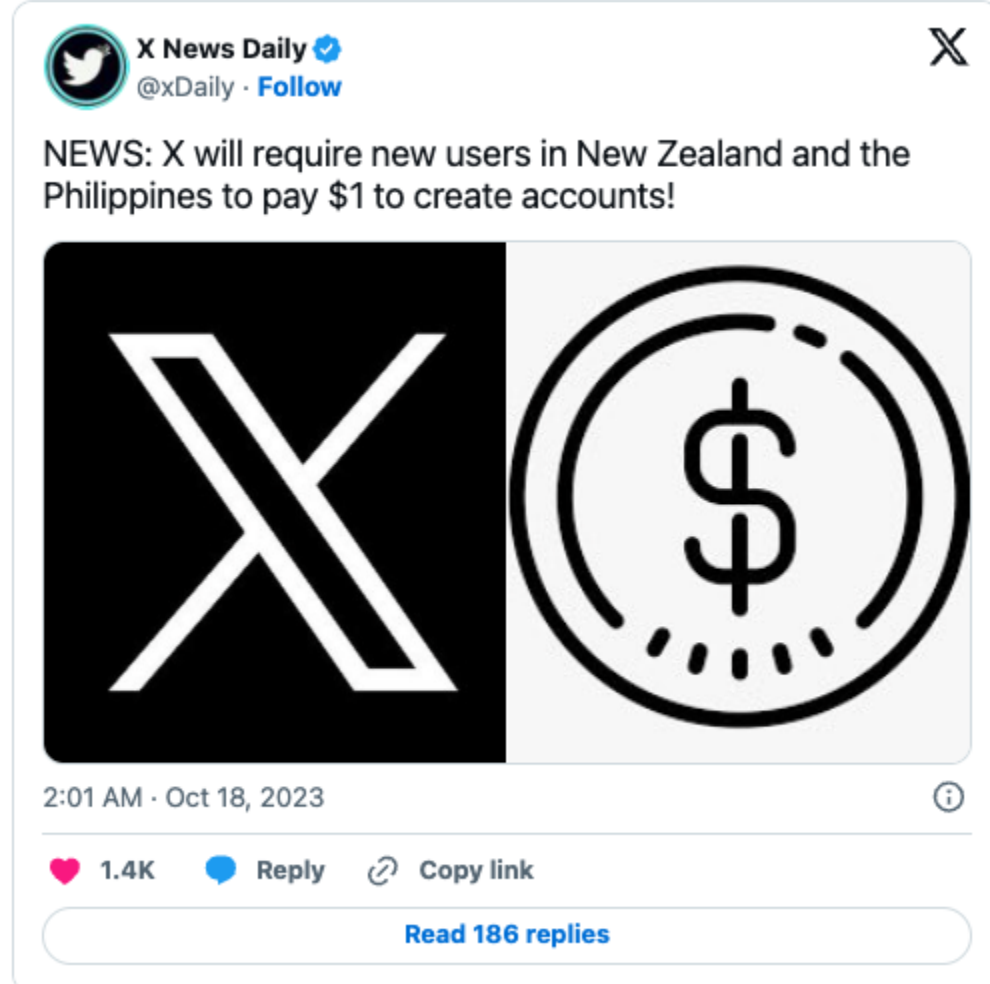 X News Daily
@xDaily · Follow
NEWS: X will require new users in New Zealand and the
Philippines to pay $1 to create accounts!
X
$
2:01 AM · Oct 18, 2023
1.4K Reply Copy link
Read 186 replies